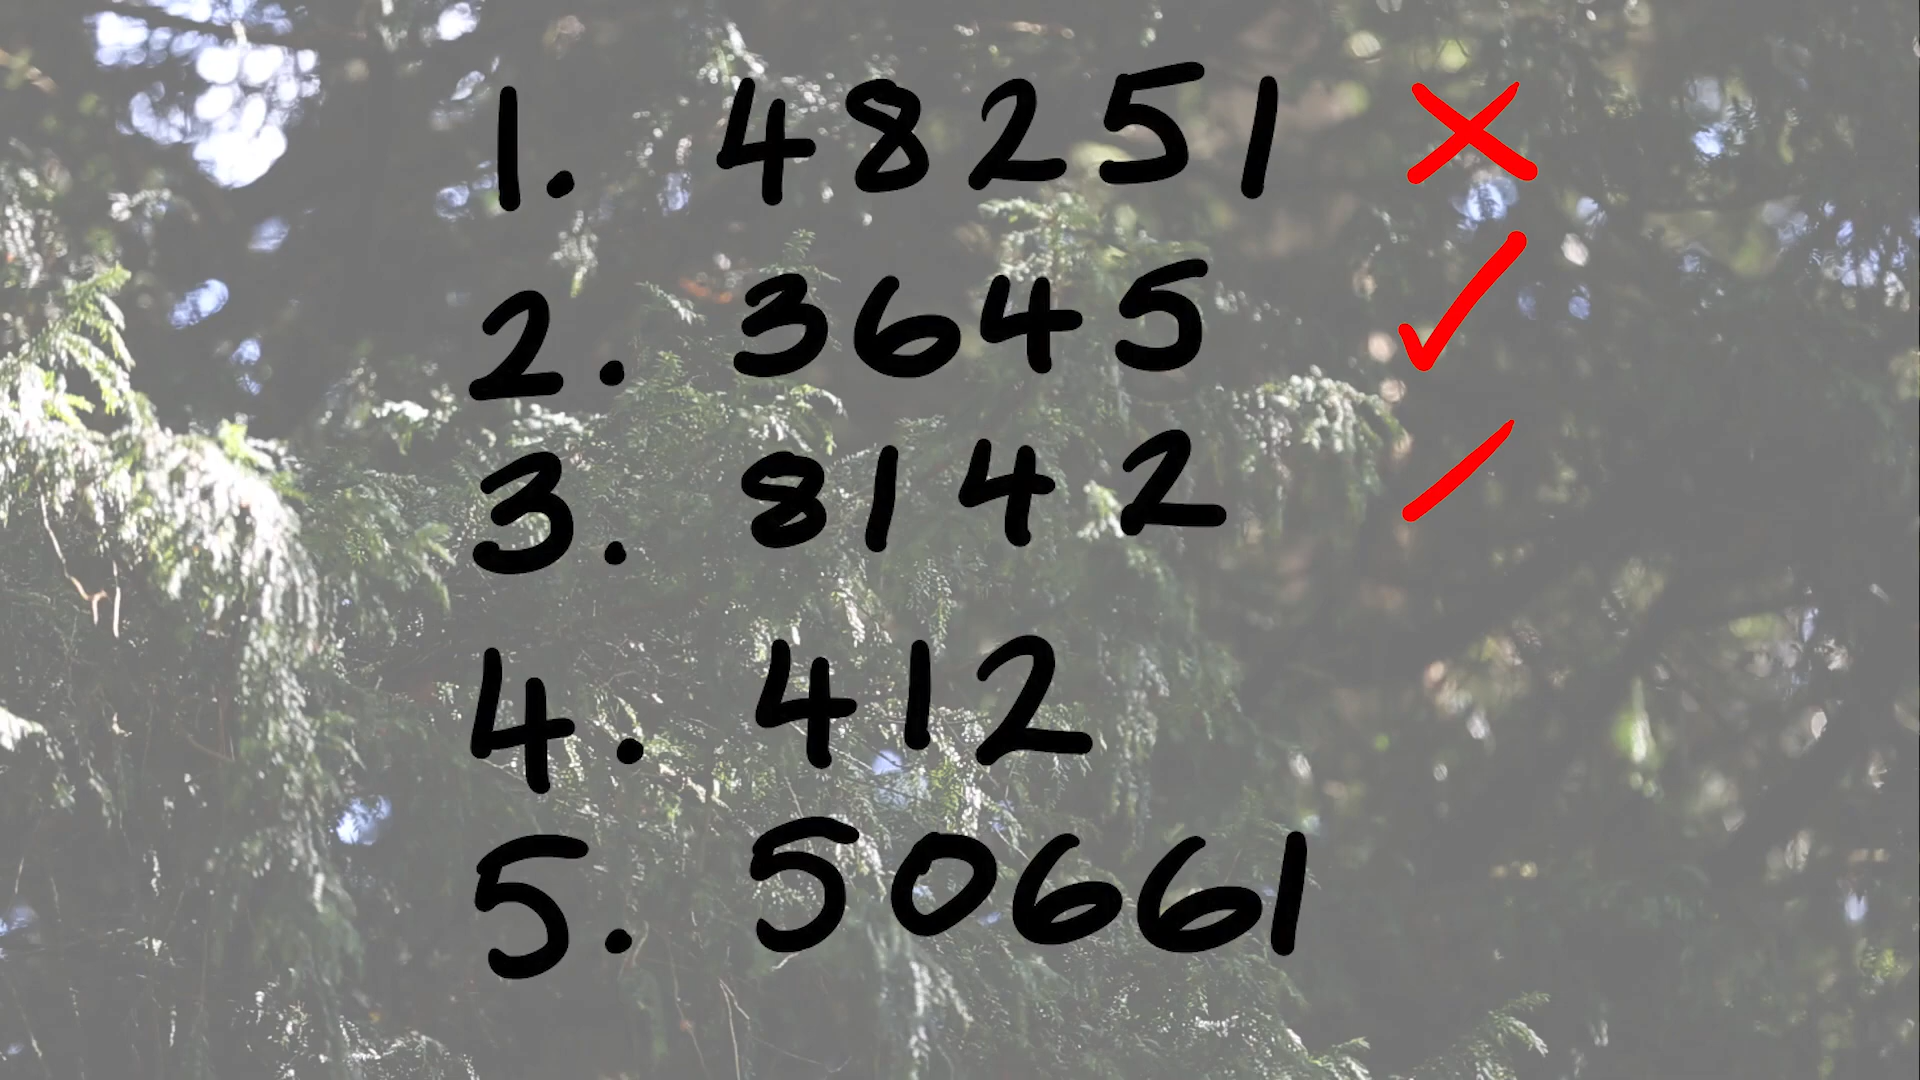 1. 48251 ✗
2. 3645 ✓
3. 8142 /
4. 412
5. 50661